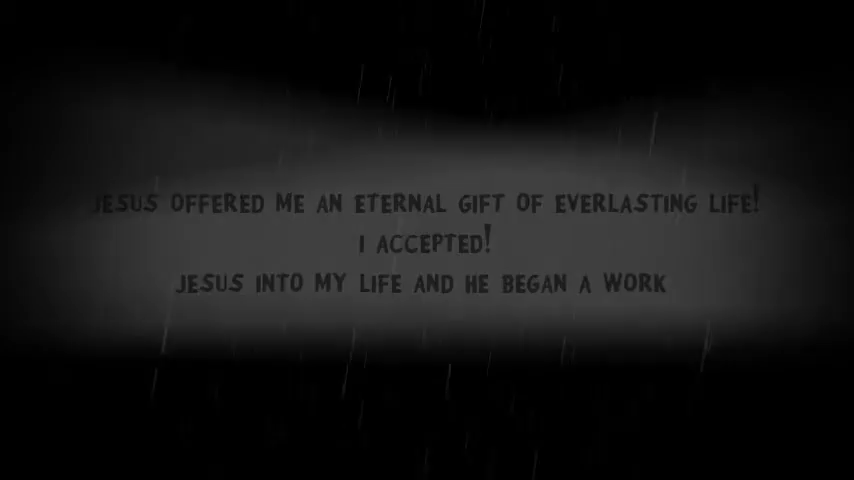 JESUS OFFERED ME AN ETERNAL GIFT OF EVERLASTING LIFE!
I ACCEPTED!
JESUS INTO MY LIFE AND HE BEGAN A WORK